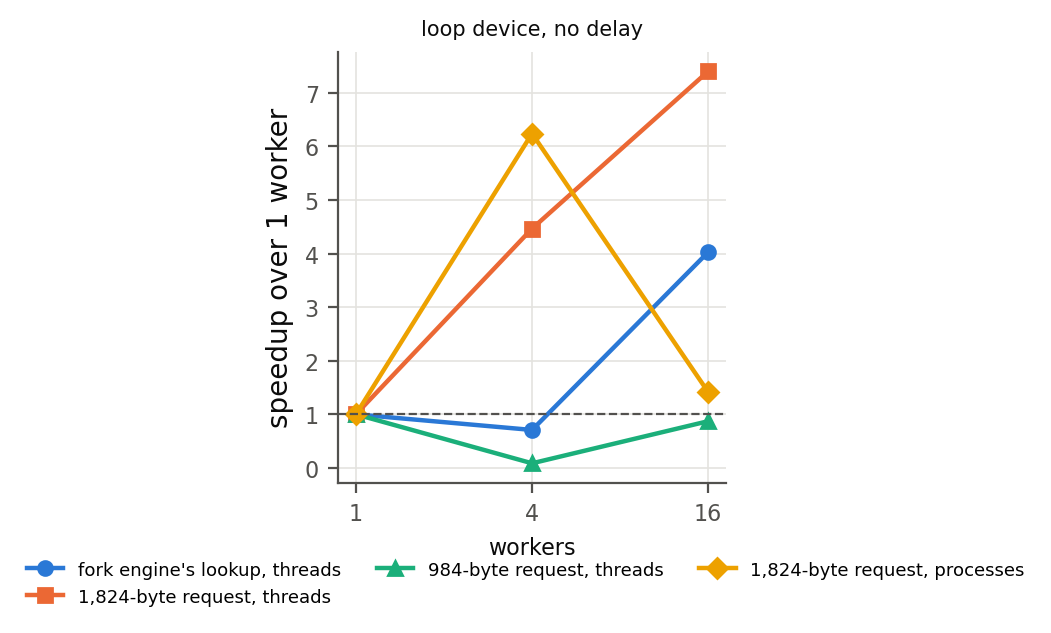 loop device, no delay
speedup over 1 worker
7
6
5
4
3
2
1
0
1 4 16
workers
fork engine's lookup, threads 984-byte request, threads 1,824-byte request, processes
1,824-byte request, threads